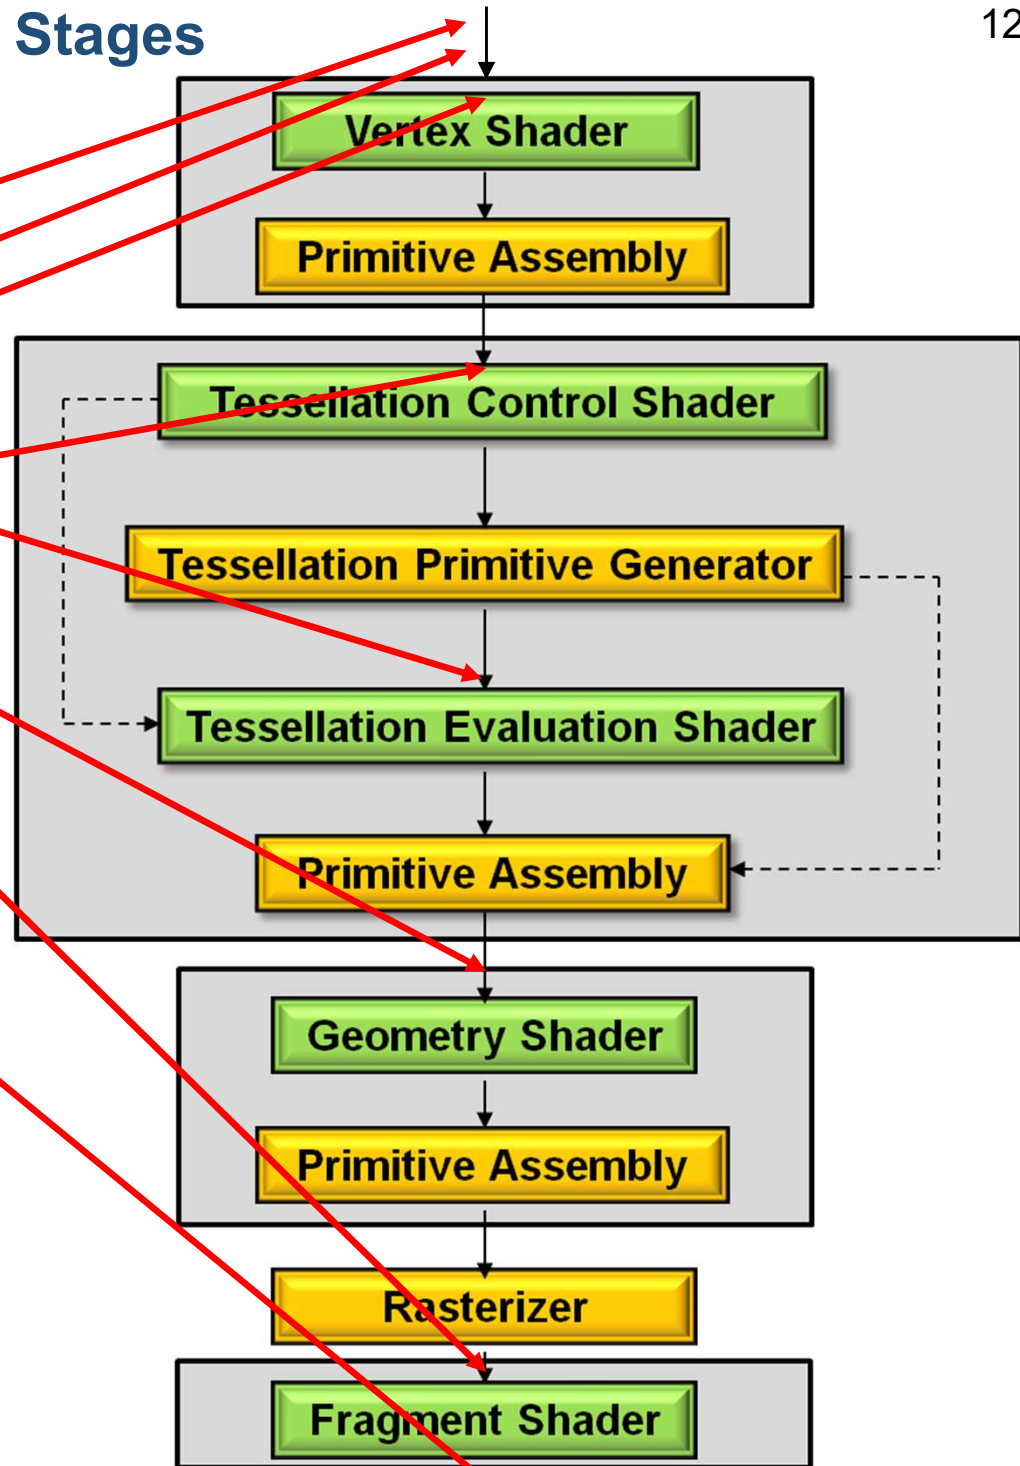 Stages
12
Vertex Shader
Primitive Assembly
Tessellation Control Shader
Tessellation Primitive Generator
Tessellation Evaluation Shader
Primitive Assembly
Geometry Shader
Primitive Assembly
Rasterizer
Fragment Shader